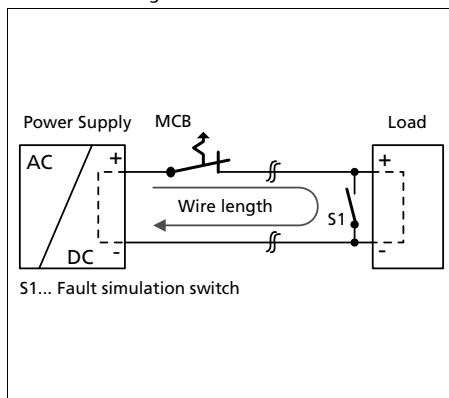 Power Supply
MCB
Load
AC
+
+
Wire length
S1
DC
-
-
S1... Fault simulation switch